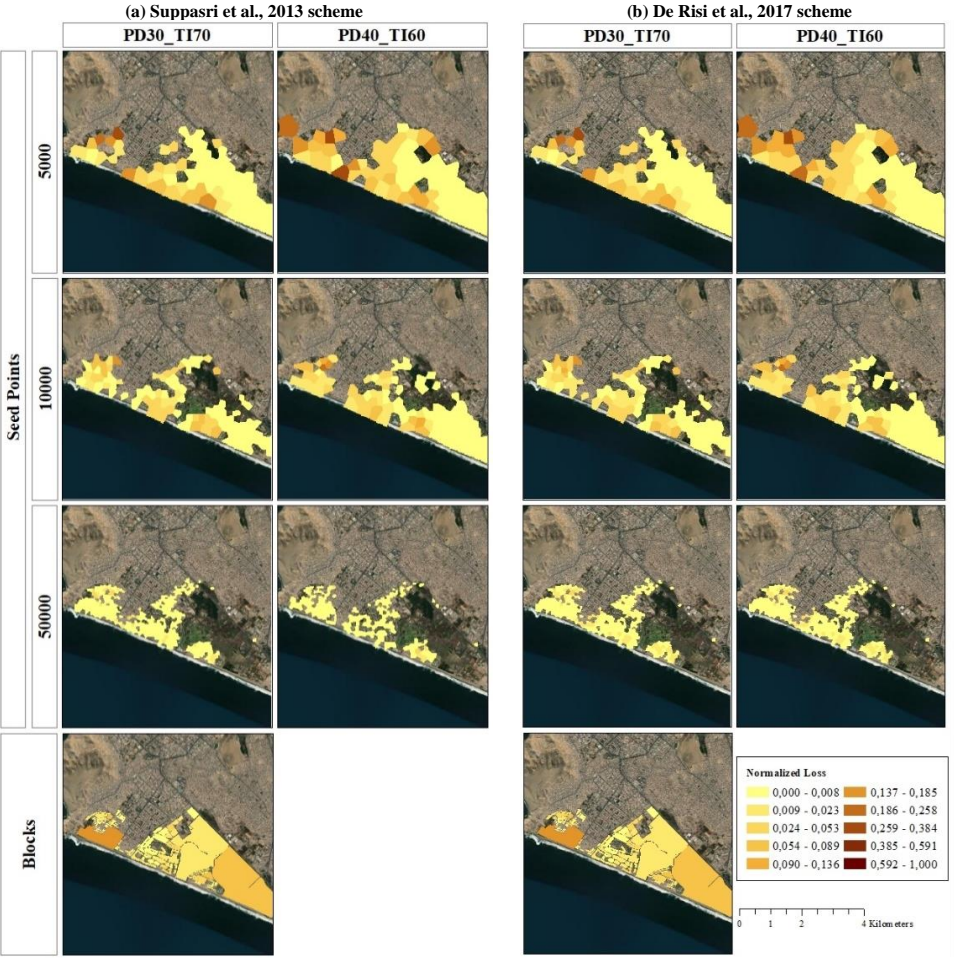 (a) Suppasri et al., 2013 scheme
(b) De Risi et al., 2017 scheme
PD30_TI70
PD40_TI60
PD30_TI70
PD40_TI60
Seed Points
5000
10000
50000
Blocks
Normalized Loss
0,000 - 0,008
0,137 - 0,185
0,009 - 0,023
0,186 - 0,258
0,024 - 0,053
0,259 - 0,384
0,054 - 0,089
0,385 - 0,591
0,090 - 0,136
0,592 - 1,000
0 1 2 4 Kilometers